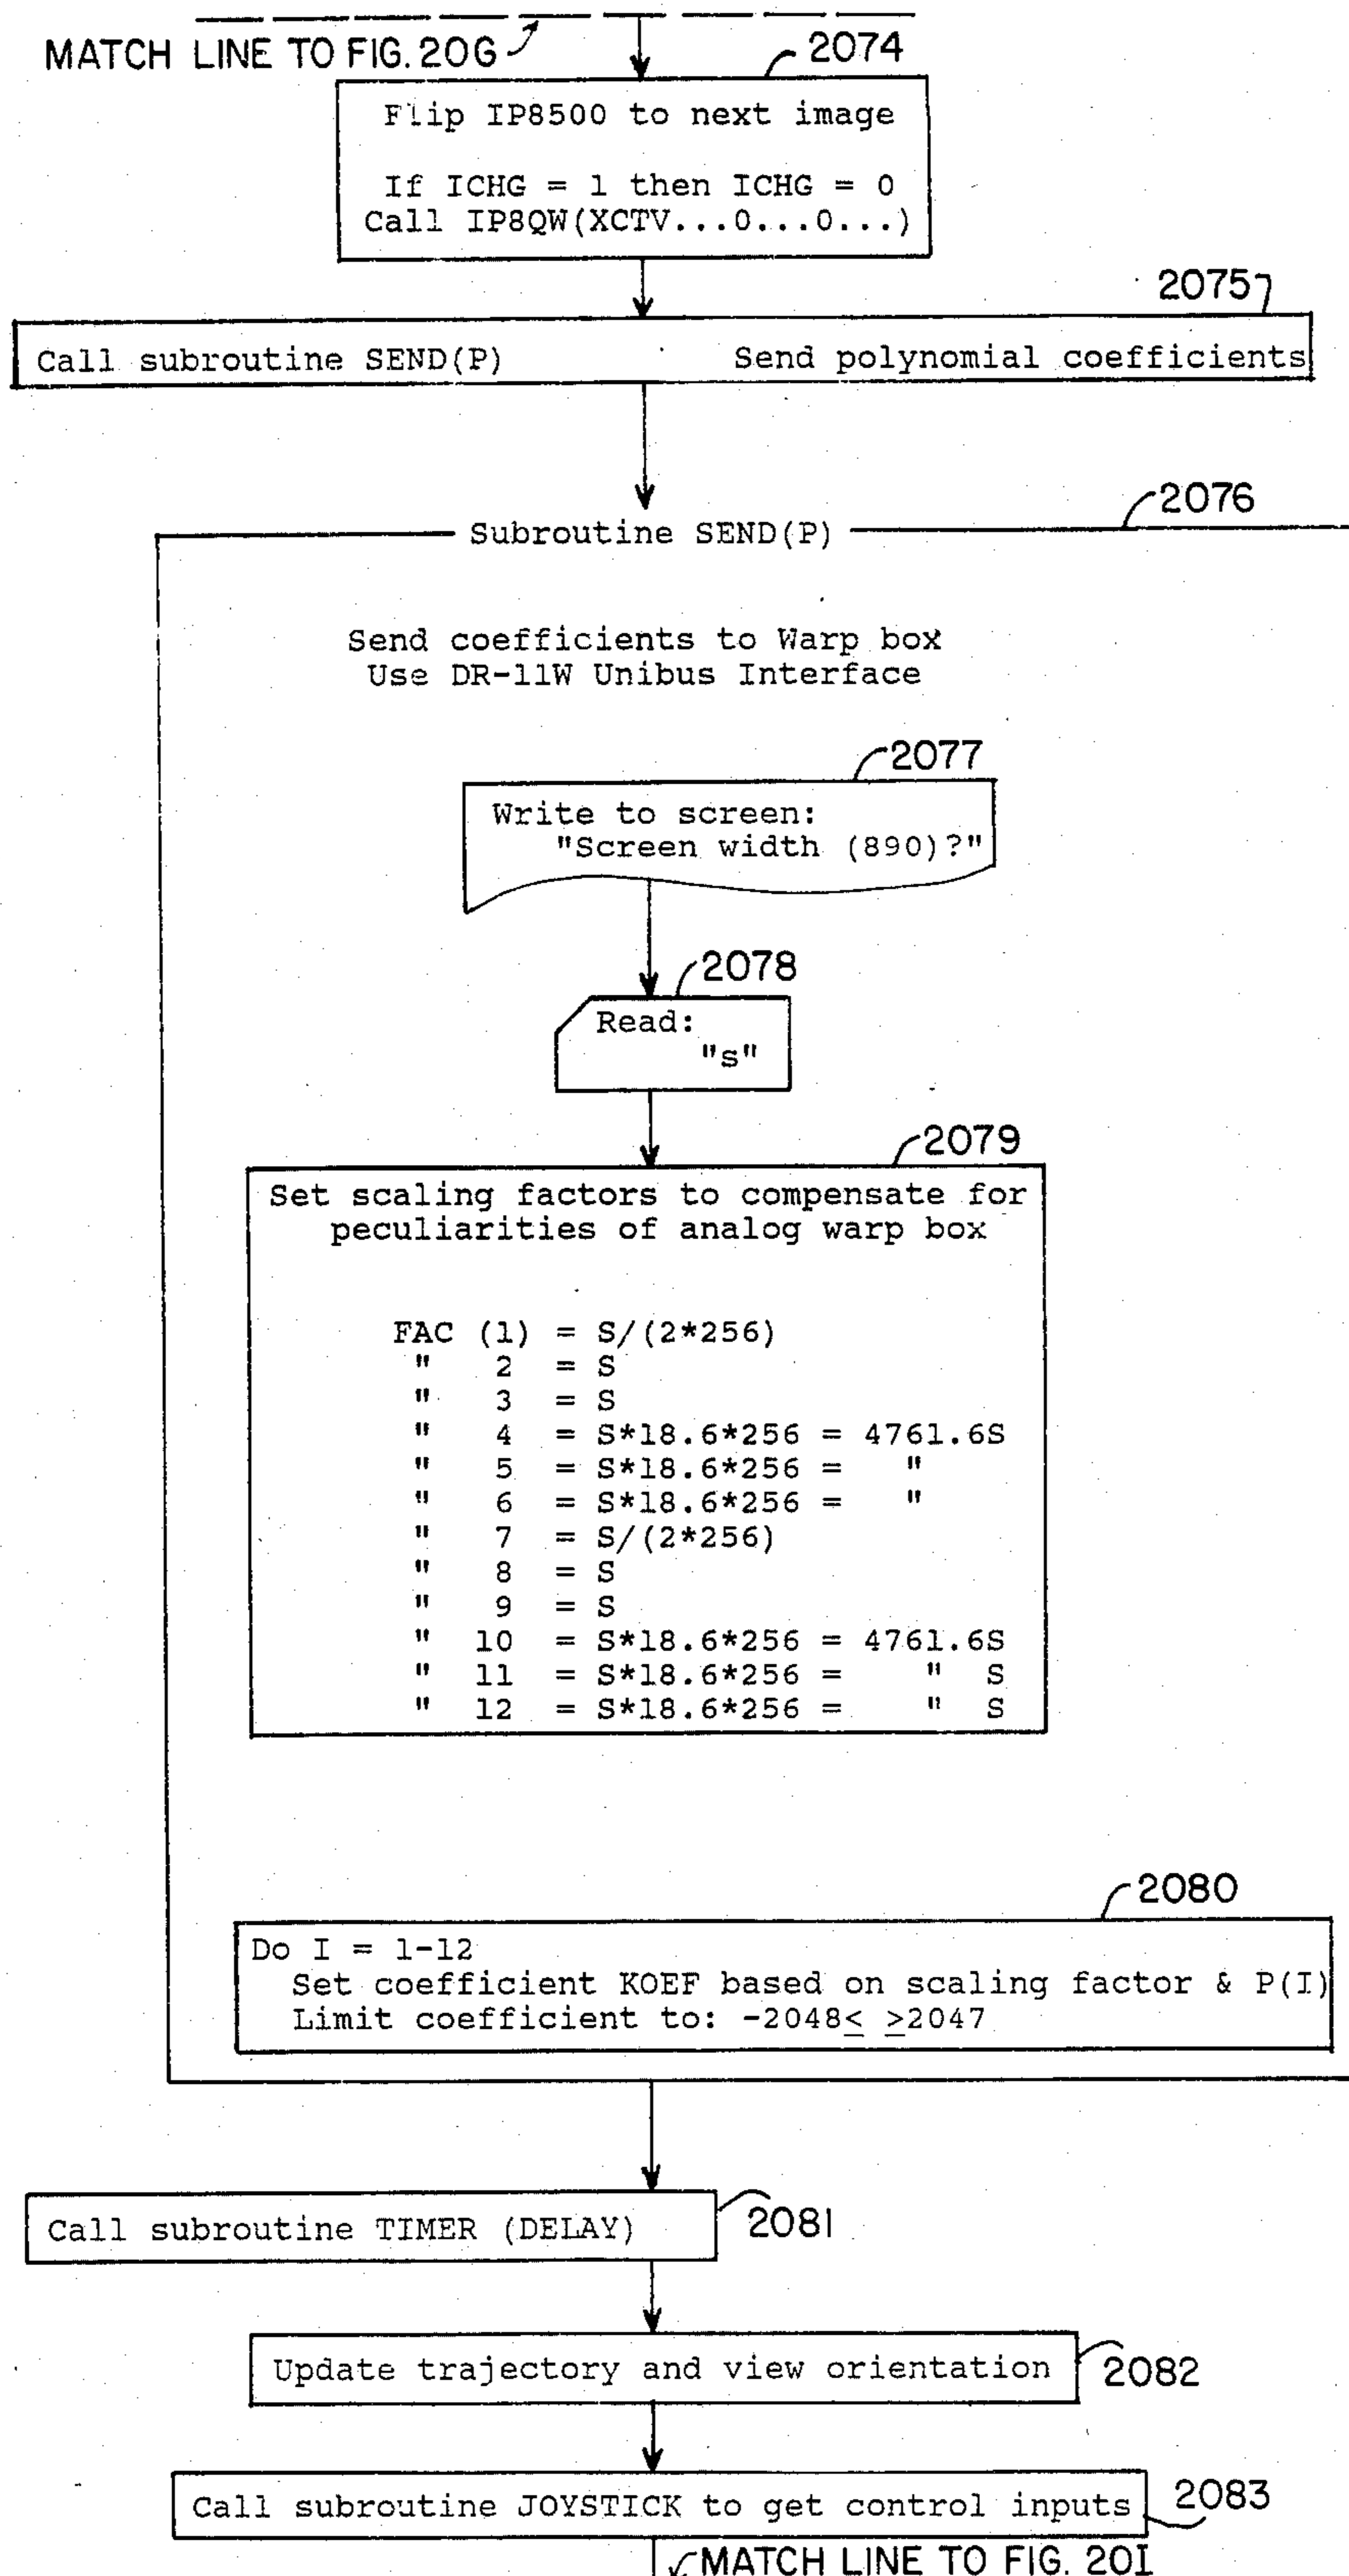 MATCH LINE TO FIG. 20G
2074
Flip IP8500 to next image
If ICHG = 1 then ICHG = 0
Call IP8QW(XCTV...0...0...)
2075
Call subroutine SEND(P) Send polynomial coefficients
2076
Subroutine SEND(P)
Send coefficients to Warp box
Use DR-11W Unibus Interface
2077
Write to screen:
"Screen width (890)?"
2078
Read:
"s"
2079
Set scaling factors to compensate for
peculiarities of analog warp box
FAC (1) = S/(2*256)
" 2 = S
" 3 = S
" 4 = S*18.6*256 = 4761.6S
" 5 = S*18.6*256 = "
" 6 = S*18.6*256 = "
" 7 = S/(2*256)
" 8 = S
" 9 = S
" 10 = S*18.6*256 = 4761.6S
" 11 = S*18.6*256 = " S
" 12 = S*18.6*256 = " S
2080
Do I = 1-12
Set coefficient KOEF based on scaling factor & P(I)
Limit coefficient to: -2048≤ ≥2047
Call subroutine TIMER (DELAY) 2081
Update trajectory and view orientation 2082
Call subroutine JOYSTICK to get control inputs 2083
MATCH LINE TO FIG. 20I